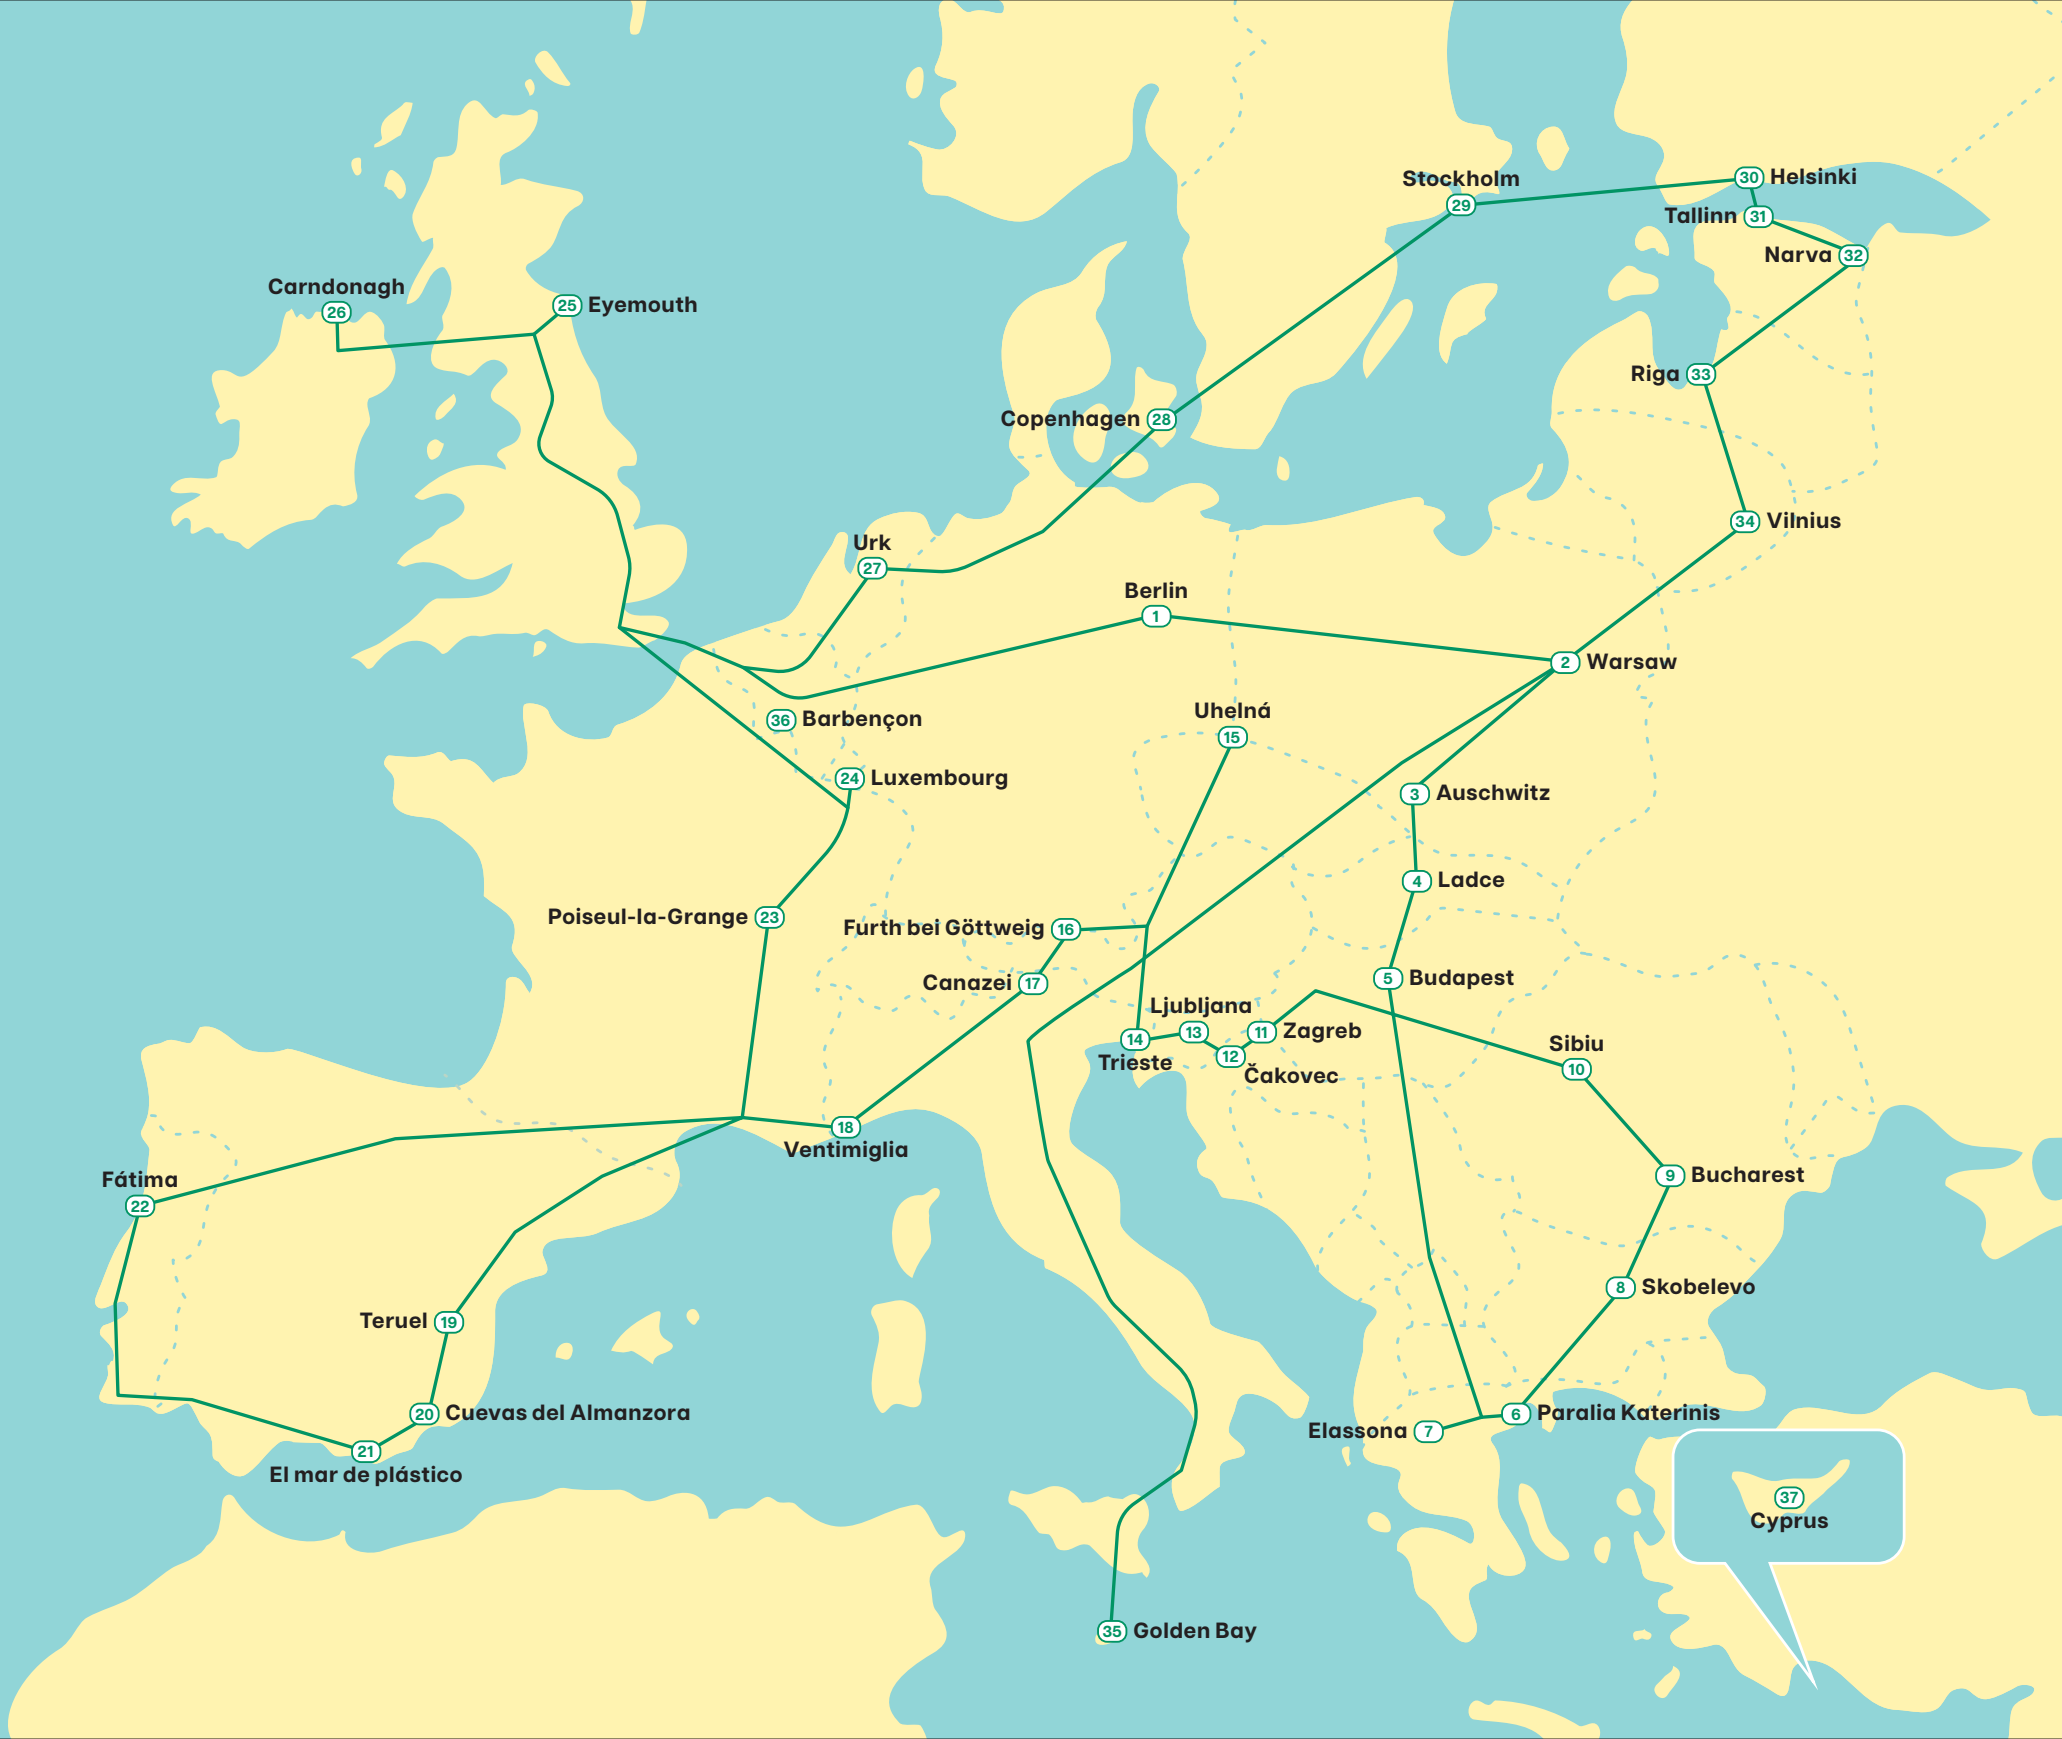 Stockholm
29
30 Helsinki
Tallinn 31
Narva 32
Carndonagh
26
25 Eyemouth
Riga 33
Copenhagen 28
34 Vilnius
Urk
27
Berlin
1
2 Warsaw
Uhelná
15
36 Barbençon
24 Luxembourg
3 Auschwitz
4 Ladce
Poiseul-la-Grange 23
Furth bei Göttweig 16
Canazei 17
5 Budapest
Ljubljana
13
11 Zagreb
14
Trieste
12
Čakovec
Sibiu
10
18
Ventimiglia
Fátima
22
9 Bucharest
8 Skobelevo
Teruel 19
20 Cuevas del Almanzora
6 Paralia Katerinis
Elassona 7
21
El mar de plástico
37
Cyprus
35 Golden Bay